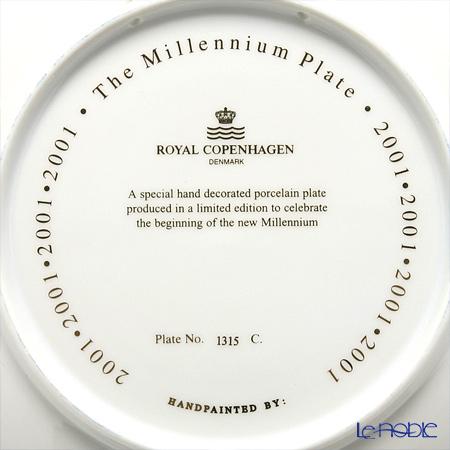 • The Millennium Plate •
2001 • 2001 • 2001 • 2001
2001 • 2001 • 2001 • 2001
ROYAL COPENHAGEN
DENMARK
A special hand decorated porcelain plate
produced in a limited edition to celebrate
the beginning of the new Millennium
Plate No. 1315 C.
HANDPAINTED BY:
Le-noble